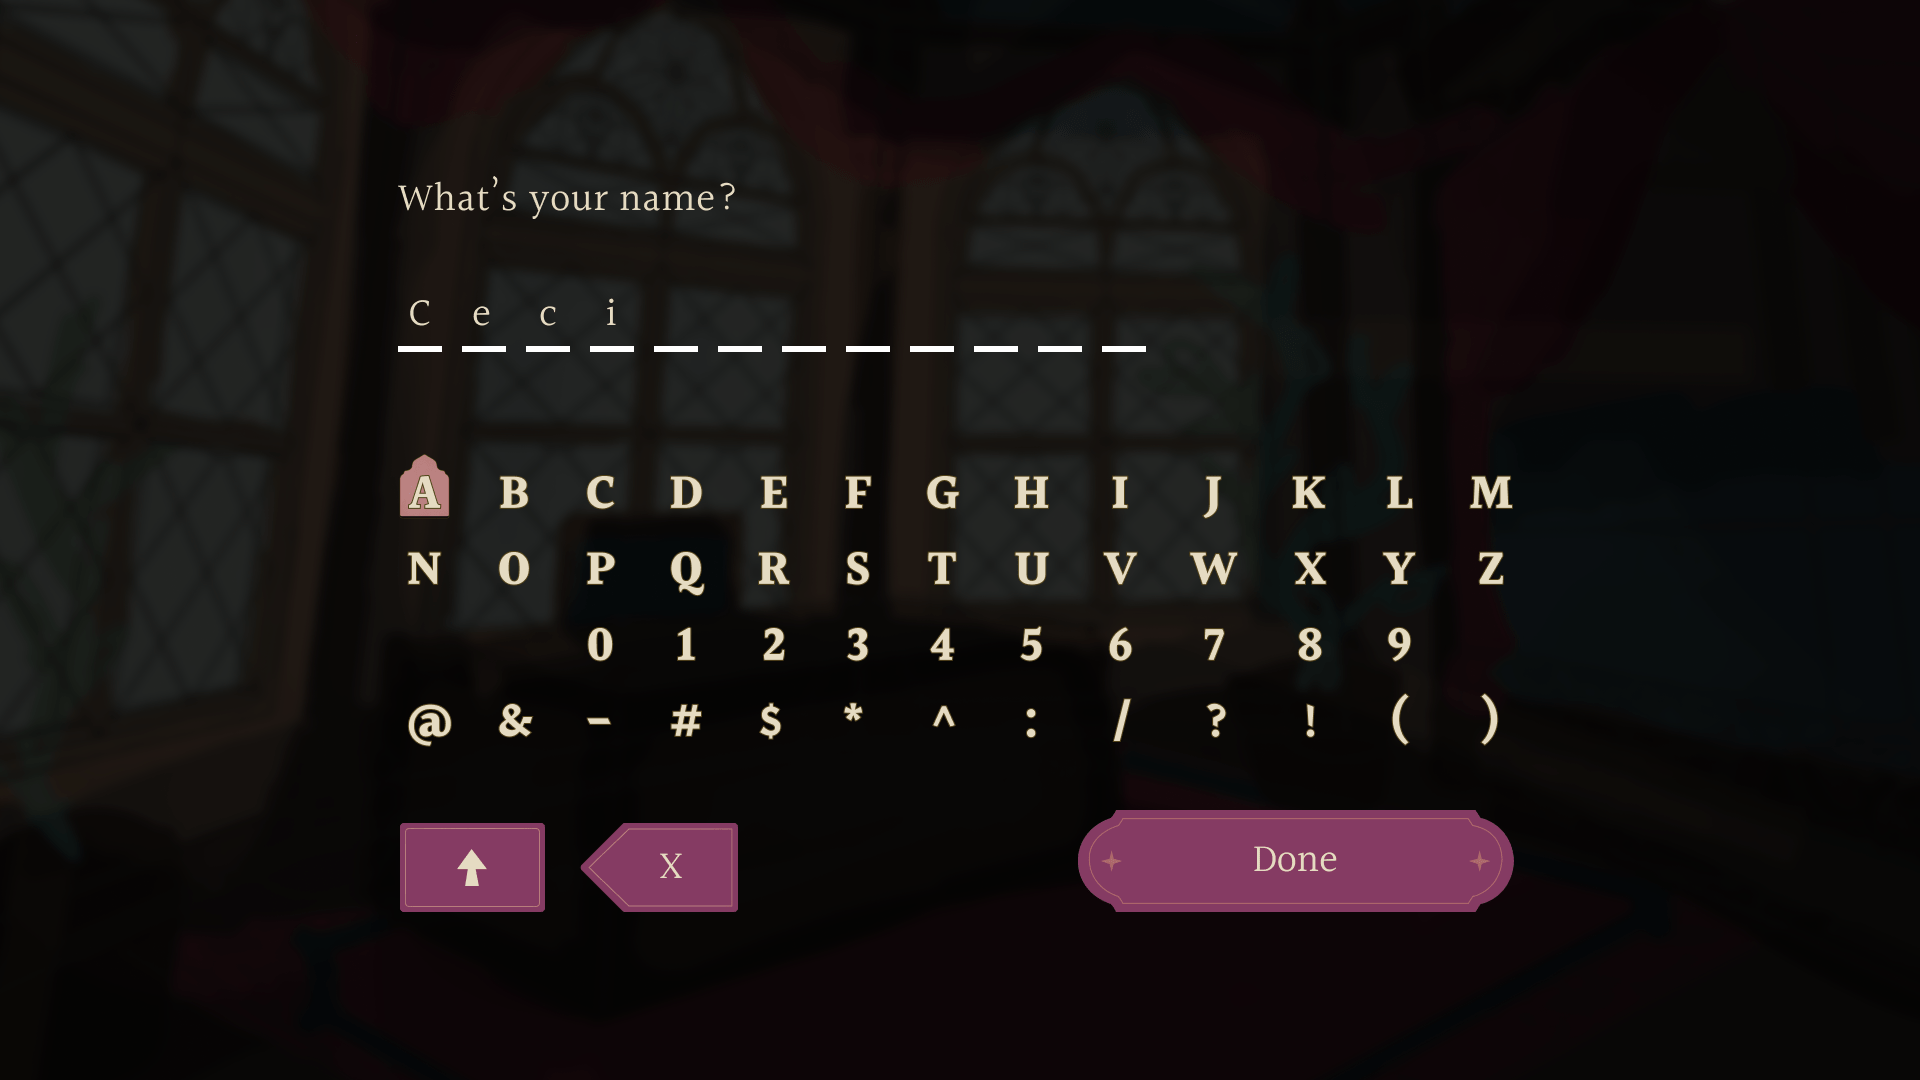 What's your name?
C e c i
A B C D E F G H I J K L M
N O P Q R S T U V W X Y Z
0 1 2 3 4 5 6 7 8 9
@ & - # $ * ^ : / ? ! ( )
X Done